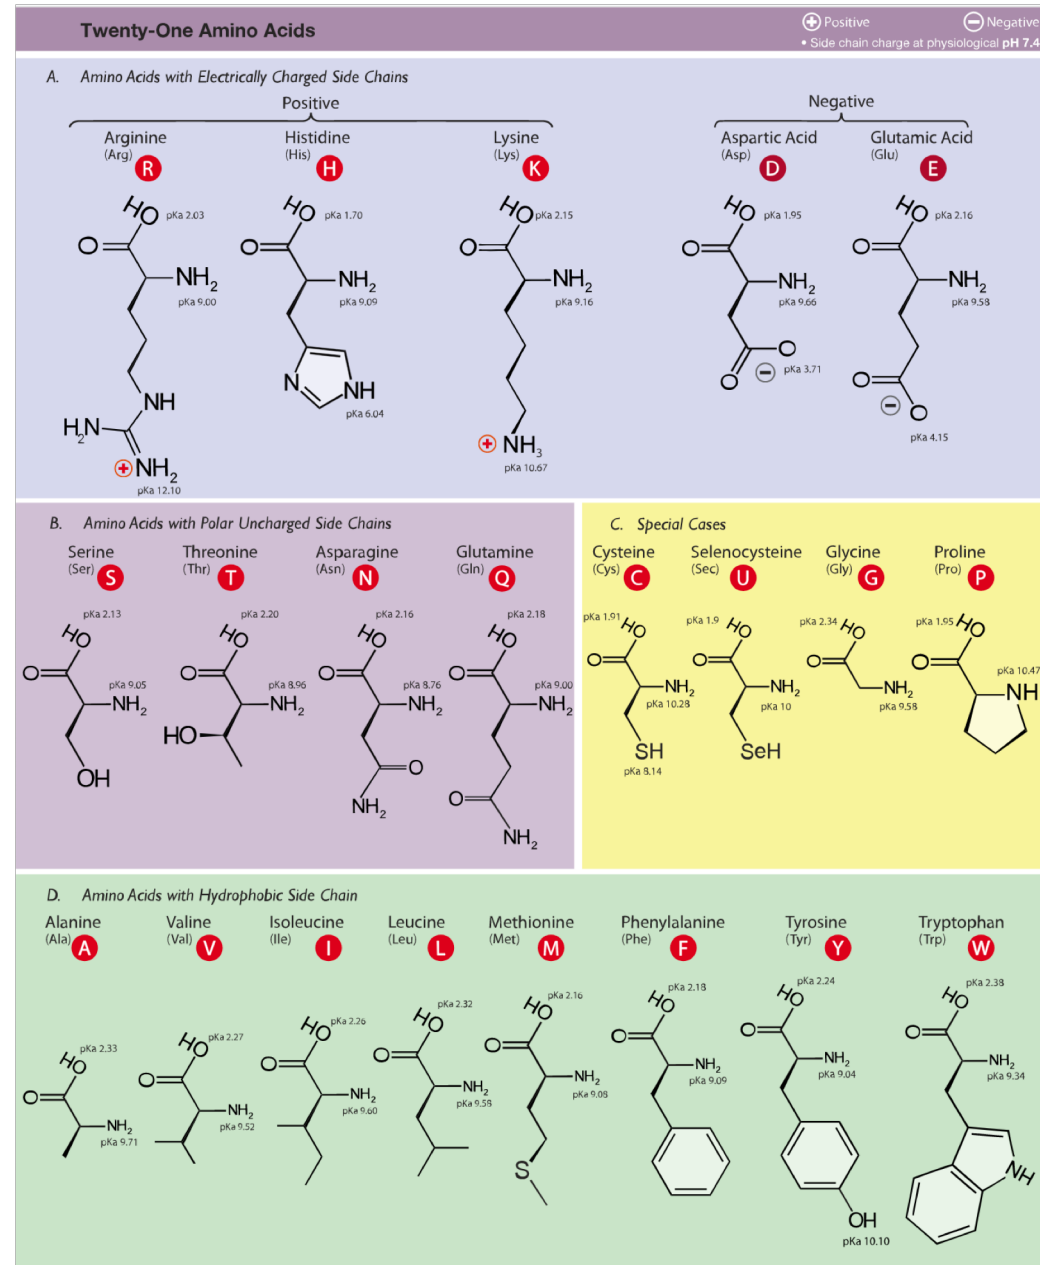 Twenty-One Amino Acids
+ Positive − Negative
• Side chain charge at physiological pH 7.4
A. Amino Acids with Electrically Charged Side Chains
Positive Negative
Arginine Histidine Lysine Aspartic Acid Glutamic Acid
(Arg) R (His) H (Lys) K (Asp) D (Glu) E
HO pKa 2.03 HO pKa 1.70 HO pKa 2.15 HO pKa 1.95 HO pKa 2.16
O O O O O
NH2 NH2 NH2 NH2 NH2
pKa 9.00 pKa 9.09 pKa 9.16 pKa 9.66 pKa 9.58
O
N NH O − pKa 3.71 O
NH pKa 6.04 − O
H2N + NH3 pKa 4.15
+ NH2 pKa 10.67
pKa 12.10
B. Amino Acids with Polar Uncharged Side Chains
Serine Threonine Asparagine Glutamine
(Ser) S (Thr) T (Asn) N (Gln) Q
pKa 2.13 pKa 2.20 pKa 2.16 pKa 2.18
HO HO HO HO
O O O O
pKa 9.05 pKa 8.96 pKa 8.76 pKa 9.00
NH2 NH2 NH2 NH2
HO
OH O
NH2 O
NH2
C. Special Cases
Cysteine Selenocysteine Glycine Proline
(Cys) C (Sec) U (Gly) G (Pro) P
pKa 1.91 HO pKa 1.9 HO pKa 2.34 HO pKa 1.95 HO
O O O O
pKa 10.47
NH2 NH2 NH2 NH
pKa 10.28 pKa 10 pKa 9.58
SH SeH
pKa 8.14
D. Amino Acids with Hydrophobic Side Chain
Alanine Valine Isoleucine Leucine Methionine Phenylalanine Tyrosine Tryptophan
(Ala) A (Val) V (Ile) I (Leu) L (Met) M (Phe) F (Tyr) Y (Trp) W
pKa 2.33 pKa 2.27 pKa 2.26 pKa 2.32 pKa 2.16 pKa 2.18 pKa 2.24 pKa 2.38
HO HO HO HO HO HO HO HO
O O O O O O O O
NH2 NH2 NH2 NH2 NH2 NH2 NH2 NH2
pKa 9.71 pKa 9.52 pKa 9.60 pKa 9.58 pKa 9.08 pKa 9.09 pKa 9.04 pKa 9.34
S NH
OH
pKa 10.10